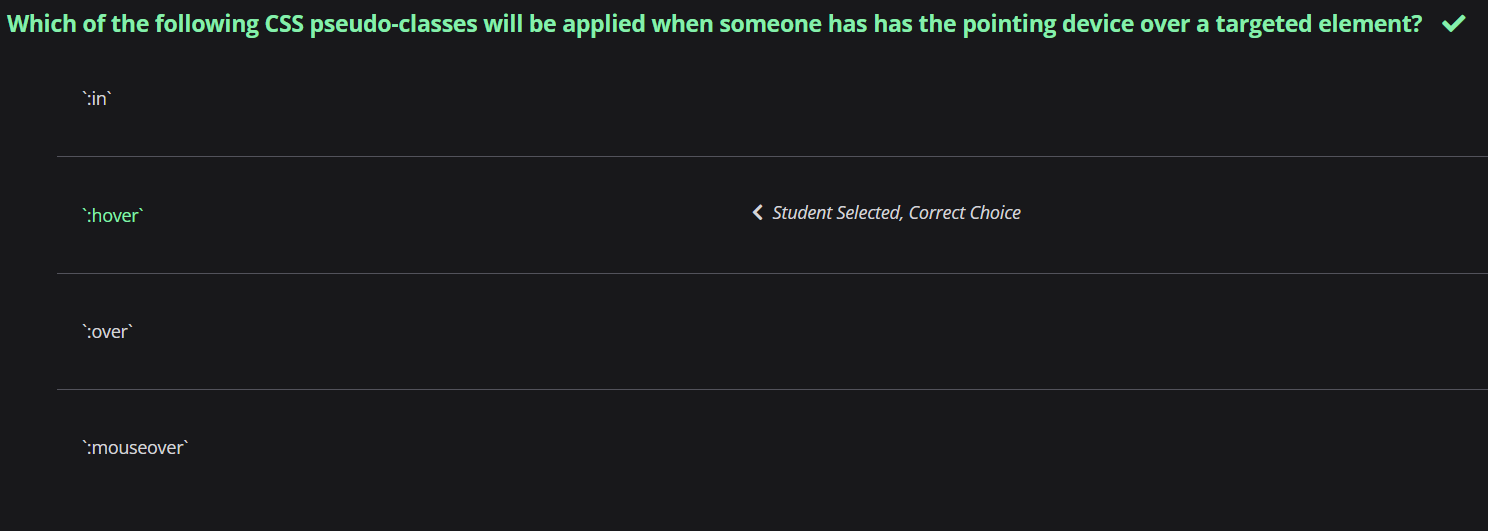 Which of the following CSS pseudo-classes will be applied when someone has has the pointing device over a targeted element?
`:in`
`:hover` Student Selected, Correct Choice
`:over`
`:mouseover`